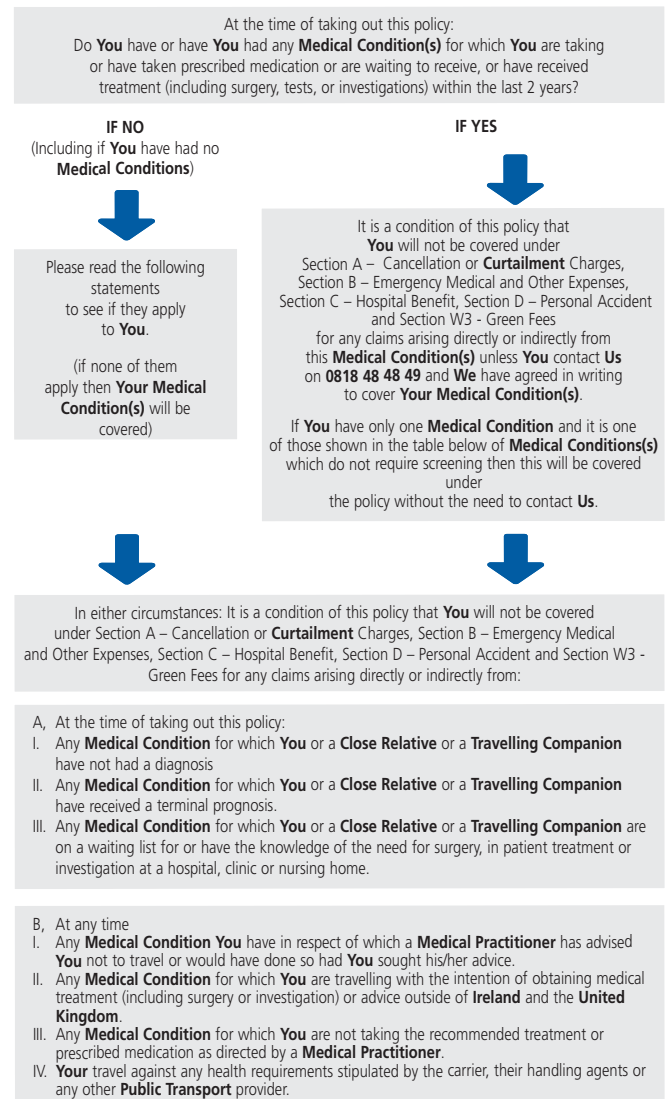 At the time of taking out this policy:
Do You have or have You had any Medical Condition(s) for which You are taking
or have taken prescribed medication or are waiting to receive, or have received
treatment (including surgery, tests, or investigations) within the last 2 years?
IF NO
(Including if You have had no
Medical Conditions)
Please read the following
statements
to see if they apply
to You.
(if none of them
apply then Your Medical
Condition(s) will be
covered)
IF YES
It is a condition of this policy that
You will not be covered under
Section A – Cancellation or Curtailment Charges,
Section B – Emergency Medical and Other Expenses,
Section C – Hospital Benefit, Section D – Personal Accident
and Section W3 - Green Fees
for any claims arising directly or indirectly from
this Medical Condition(s) unless You contact Us
on 0818 48 48 49 and We have agreed in writing
to cover Your Medical Condition(s).
If You have only one Medical Condition and it is one
of those shown in the table below of Medical Conditions(s)
which do not require screening then this will be covered
under
the policy without the need to contact Us.
In either circumstances: It is a condition of this policy that You will not be covered
under Section A – Cancellation or Curtailment Charges, Section B – Emergency Medical
and Other Expenses, Section C – Hospital Benefit, Section D – Personal Accident and Section W3 -
Green Fees for any claims arising directly or indirectly from:
A, At the time of taking out this policy:
I. Any Medical Condition for which You or a Close Relative or a Travelling Companion
have not had a diagnosis
II. Any Medical Condition for which You or a Close Relative or a Travelling Companion
have received a terminal prognosis.
III. Any Medical Condition for which You or a Close Relative or a Travelling Companion are
on a waiting list for or have the knowledge of the need for surgery, in patient treatment or
investigation at a hospital, clinic or nursing home.
B, At any time
I. Any Medical Condition You have in respect of which a Medical Practitioner has advised
You not to travel or would have done so had You sought his/her advice.
II. Any Medical Condition for which You are travelling with the intention of obtaining medical
treatment (including surgery or investigation) or advice outside of Ireland and the United
Kingdom.
III. Any Medical Condition for which You are not taking the recommended treatment or
prescribed medication as directed by a Medical Practitioner.
IV. Your travel against any health requirements stipulated by the carrier, their handling agents or
any other Public Transport provider.